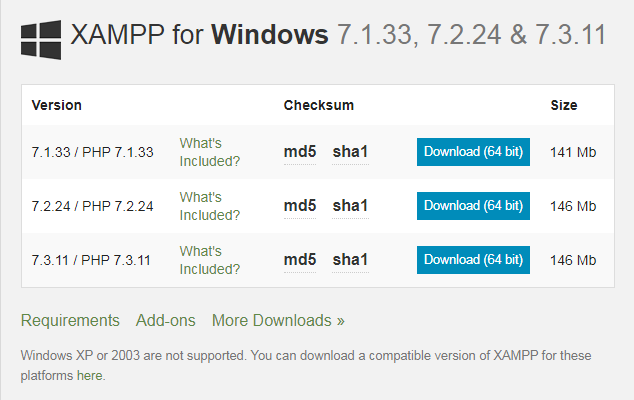 XAMPP for Windows 7.1.33, 7.2.24 & 7.3.11
Version Checksum Size
7.1.33 / PHP 7.1.33 What's Included? md5 sha1 Download (64 bit) 141 Mb
7.2.24 / PHP 7.2.24 What's Included? md5 sha1 Download (64 bit) 146 Mb
7.3.11 / PHP 7.3.11 What's Included? md5 sha1 Download (64 bit) 146 Mb
Requirements Add-ons More Downloads »
Windows XP or 2003 are not supported. You can download a compatible version of XAMPP for these
platforms here.